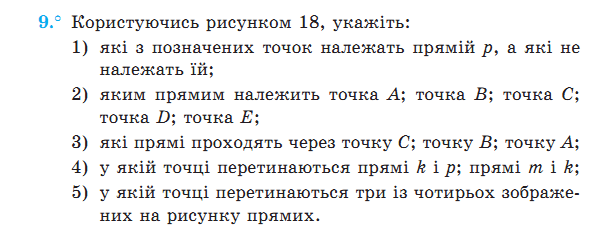 9.° Користуючись рисунком 18, укажіть:
1) які з позначених точок належать прямій p, а які не
належать їй;
2) яким прямим належить точка A; точка B; точка C;
точка D; точка E;
3) які прямі проходять через точку C; точку B; точку A;
4) у якій точці перетинаються прямі k і p; прямі m і k;
5) у якій точці перетинаються три із чотирьох зображе-
них на рисунку прямих.